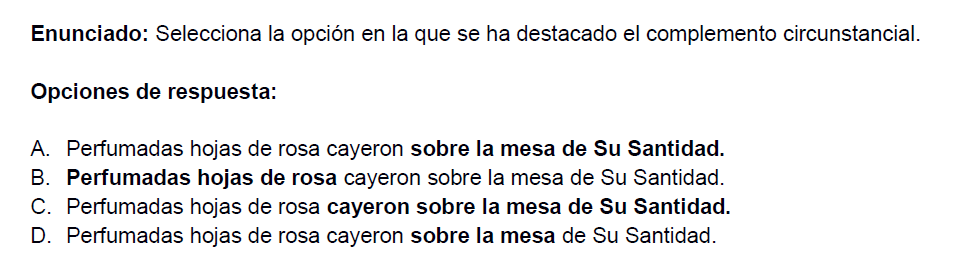 Enunciado: Selecciona la opción en la que se ha destacado el complemento circunstancial.
Opciones de respuesta:
A. Perfumadas hojas de rosa cayeron sobre la mesa de Su Santidad.
B. Perfumadas hojas de rosa cayeron sobre la mesa de Su Santidad.
C. Perfumadas hojas de rosa cayeron sobre la mesa de Su Santidad.
D. Perfumadas hojas de rosa cayeron sobre la mesa de Su Santidad.